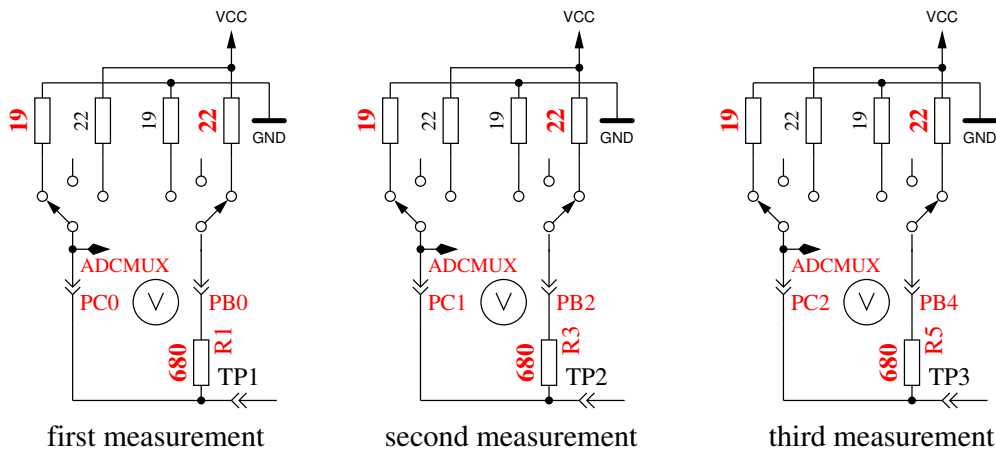 VCC
19
22
19
22
GND
ADCMUX
PC0
V
PB0
R1
680
TP1
first measurement
VCC
19
22
19
22
GND
ADCMUX
PC1
V
PB2
R3
680
TP2
second measurement
VCC
19
22
19
22
GND
ADCMUX
PC2
V
PB4
R5
680
TP3
third measurement